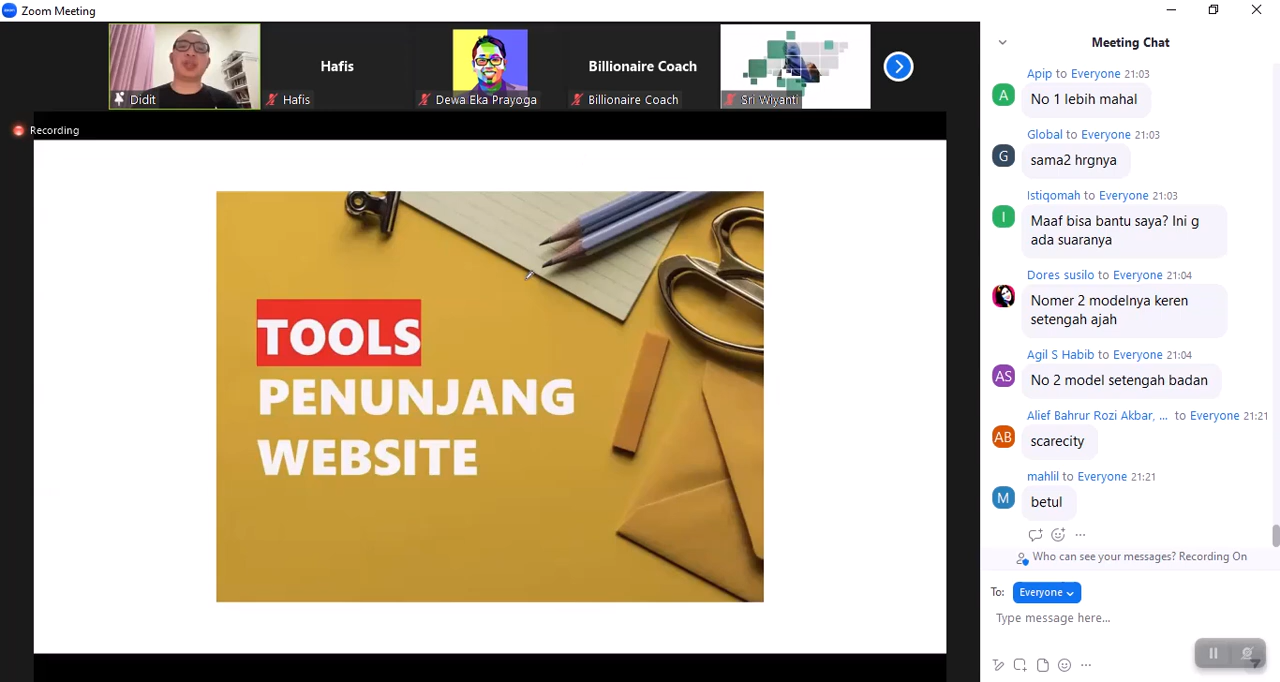 Zoom Meeting
Hafis
Billionaire Coach
Didit
Hafis
Dewa Eka Prayoga
Billionaire Coach
Sri Wiyanti
Recording
TOOLS
PENUNJANG
WEBSITE
Meeting Chat
Apip to Everyone 21:03
A
No 1 lebih mahal
Global to Everyone 21:03
G
sama2 hrgnya
Istiqomah to Everyone 21:03
I
Maaf bisa bantu saya? Ini g
ada suaranya
Dores susilo to Everyone 21:04
Nomer 2 modelnya keren
setengah ajah
Agil S Habib to Everyone 21:04
AS
No 2 model setengah badan
Alief Bahrur Rozi Akbar, ... to Everyone 21:21
AB
scarecity
mahlil to Everyone 21:21
M
betul
Who can see your messages? Recording On
To: Everyone
Type message here...